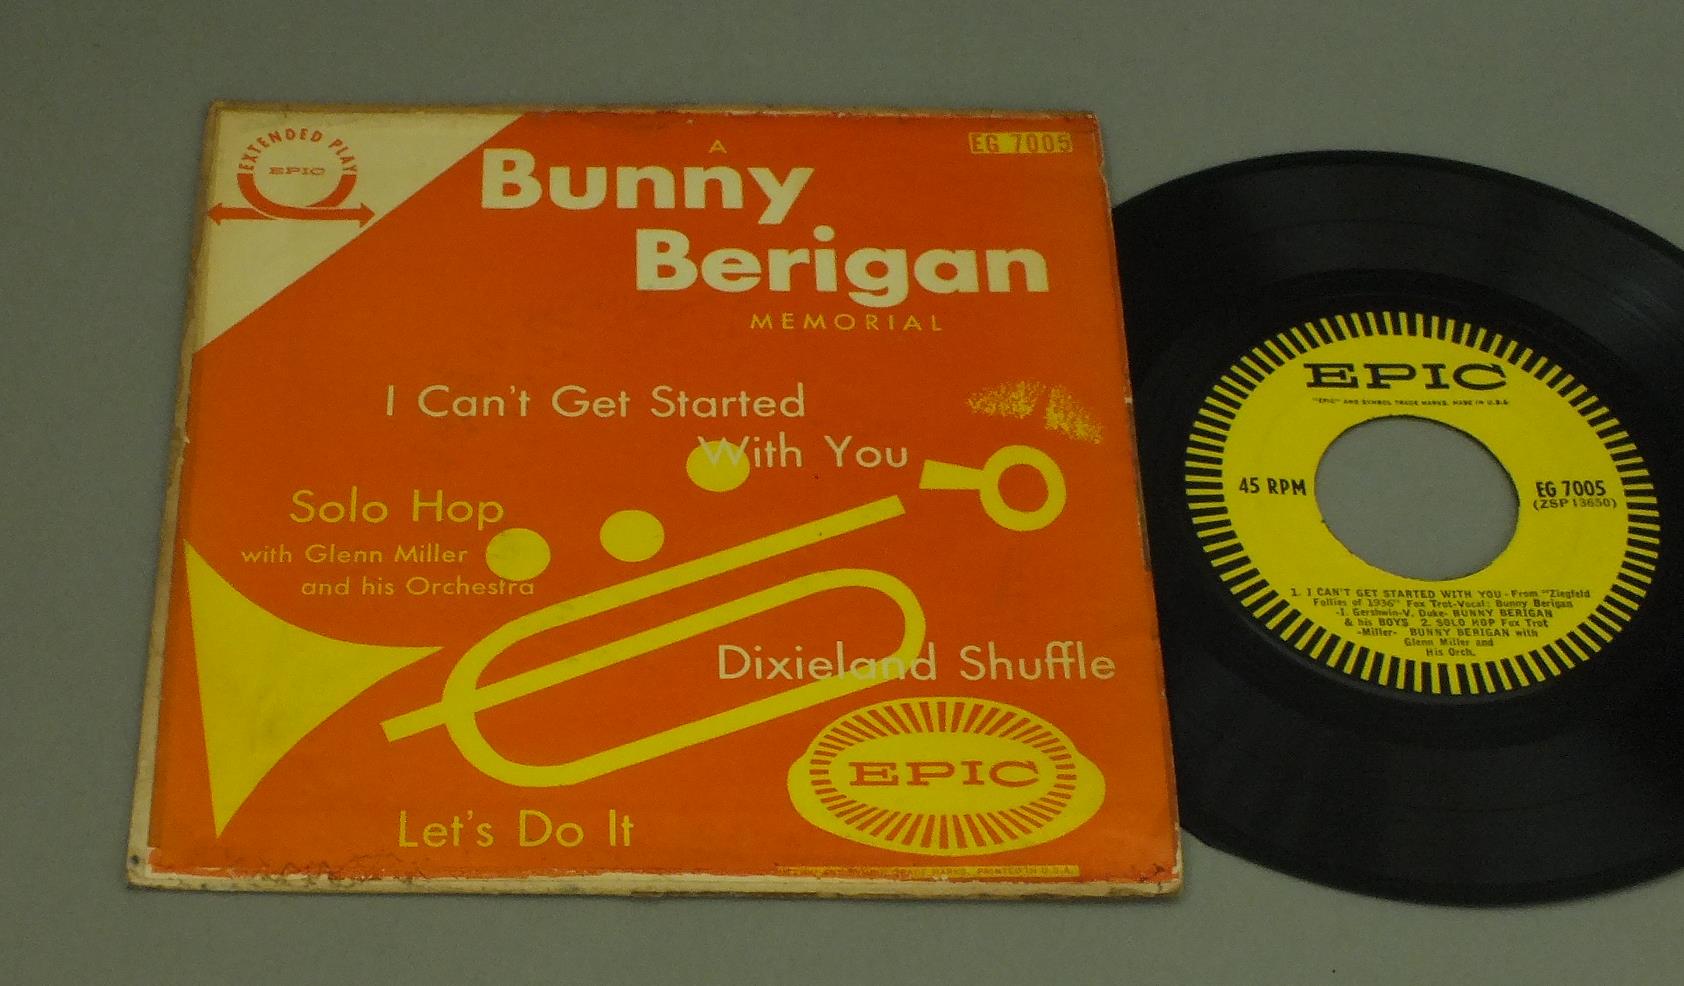 EXTENDED PLAY
EPIC
A
EG 7005
Bunny
Berigan
MEMORIAL
I Can't Get Started
With You
Solo Hop
with Glenn Miller
and his Orchestra
Dixieland Shuffle
EPIC
Let's Do It
TRADE MARKS. PRINTED IN U.S.A.
EPIC
"EPIC" AND SYMBOL TRADE MARKS. MADE IN U.S.A.
45 RPM
EG 7005
(ZSP 13650)
1. I CAN'T GET STARTED WITH YOU - From "Ziegfeld
Follies of 1936" Fox Trot-Vocal: Bunny Berigan
-I. Gershwin-V. Duke- BUNNY BERIGAN
& his BOYS 2. SOLO HOP Fox Trot
-Miller- BUNNY BERIGAN with
Glenn Miller and
His Orch.